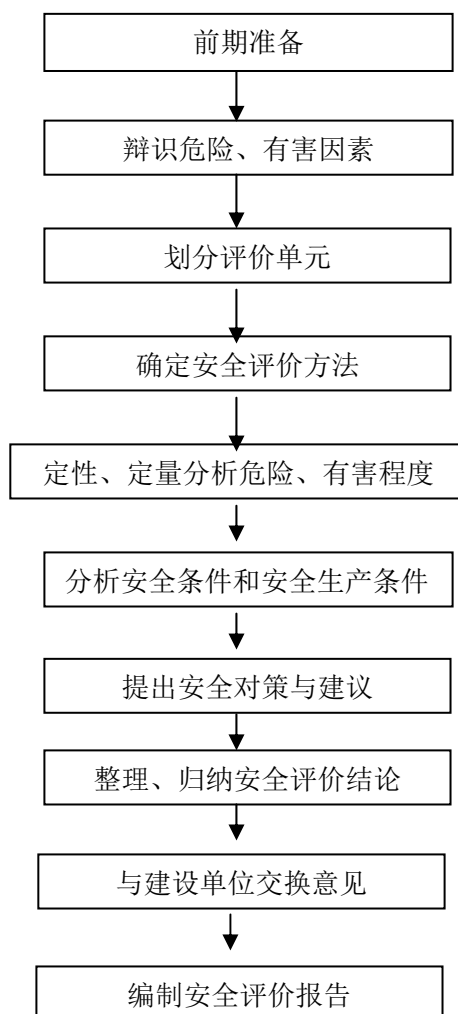 前期准备
辩识危险、有害因素
划分评价单元
确定安全评价方法
定性、定量分析危险、有害程度
分析安全条件和安全生产条件
提出安全对策与建议
整理、归纳安全评价结论
与建设单位交换意见
编制安全评价报告